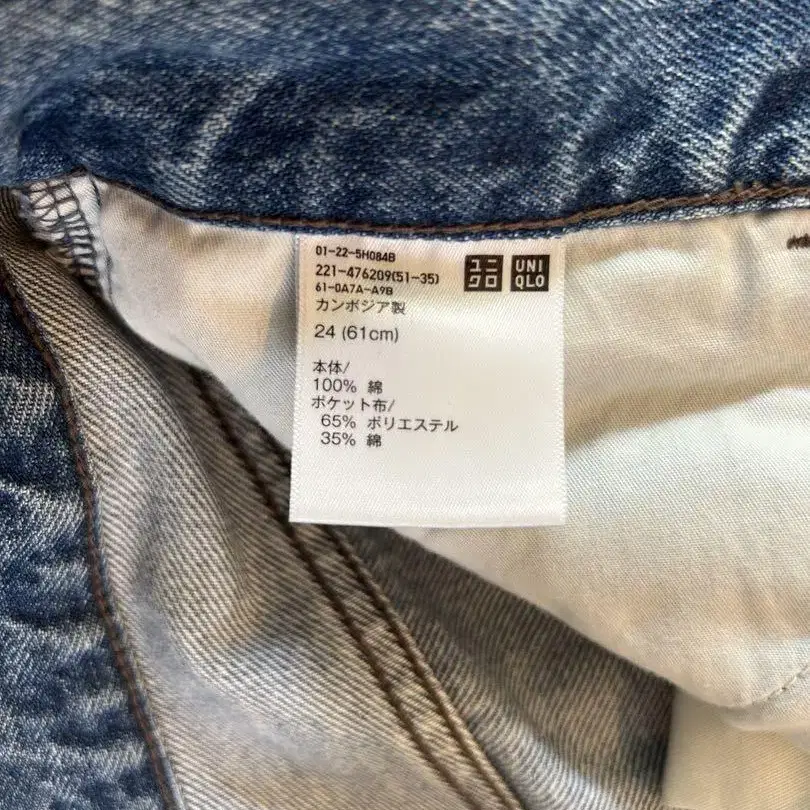 01-22-5H084B
221-476209(51-35)
61-0A7A-A9B
カンボジア製
ユニ
クロ
UNI
QLO
24 (61cm)
本体/
100% 綿
ポケット布/
65% ポリエステル
35% 綿